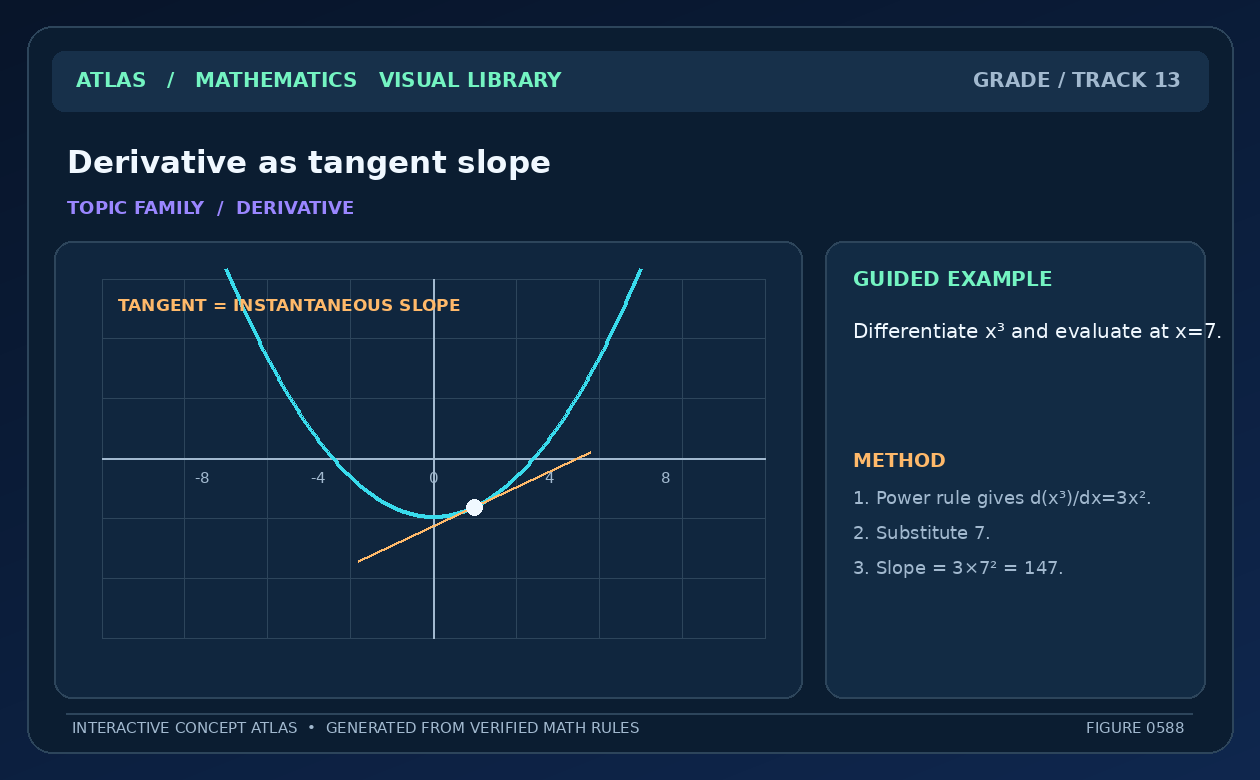 ATLAS / MATHEMATICS VISUAL LIBRARY
GRADE / TRACK 13
Derivative as tangent slope
TOPIC FAMILY / DERIVATIVE
TANGENT = INSTANTANEOUS SLOPE
-8 -4 0 4 8
GUIDED EXAMPLE
Differentiate x³ and evaluate at x=7.
METHOD
1. Power rule gives d(x³)/dx=3x².
2. Substitute 7.
3. Slope = 3×7² = 147.
INTERACTIVE CONCEPT ATLAS • GENERATED FROM VERIFIED MATH RULES
FIGURE 0588